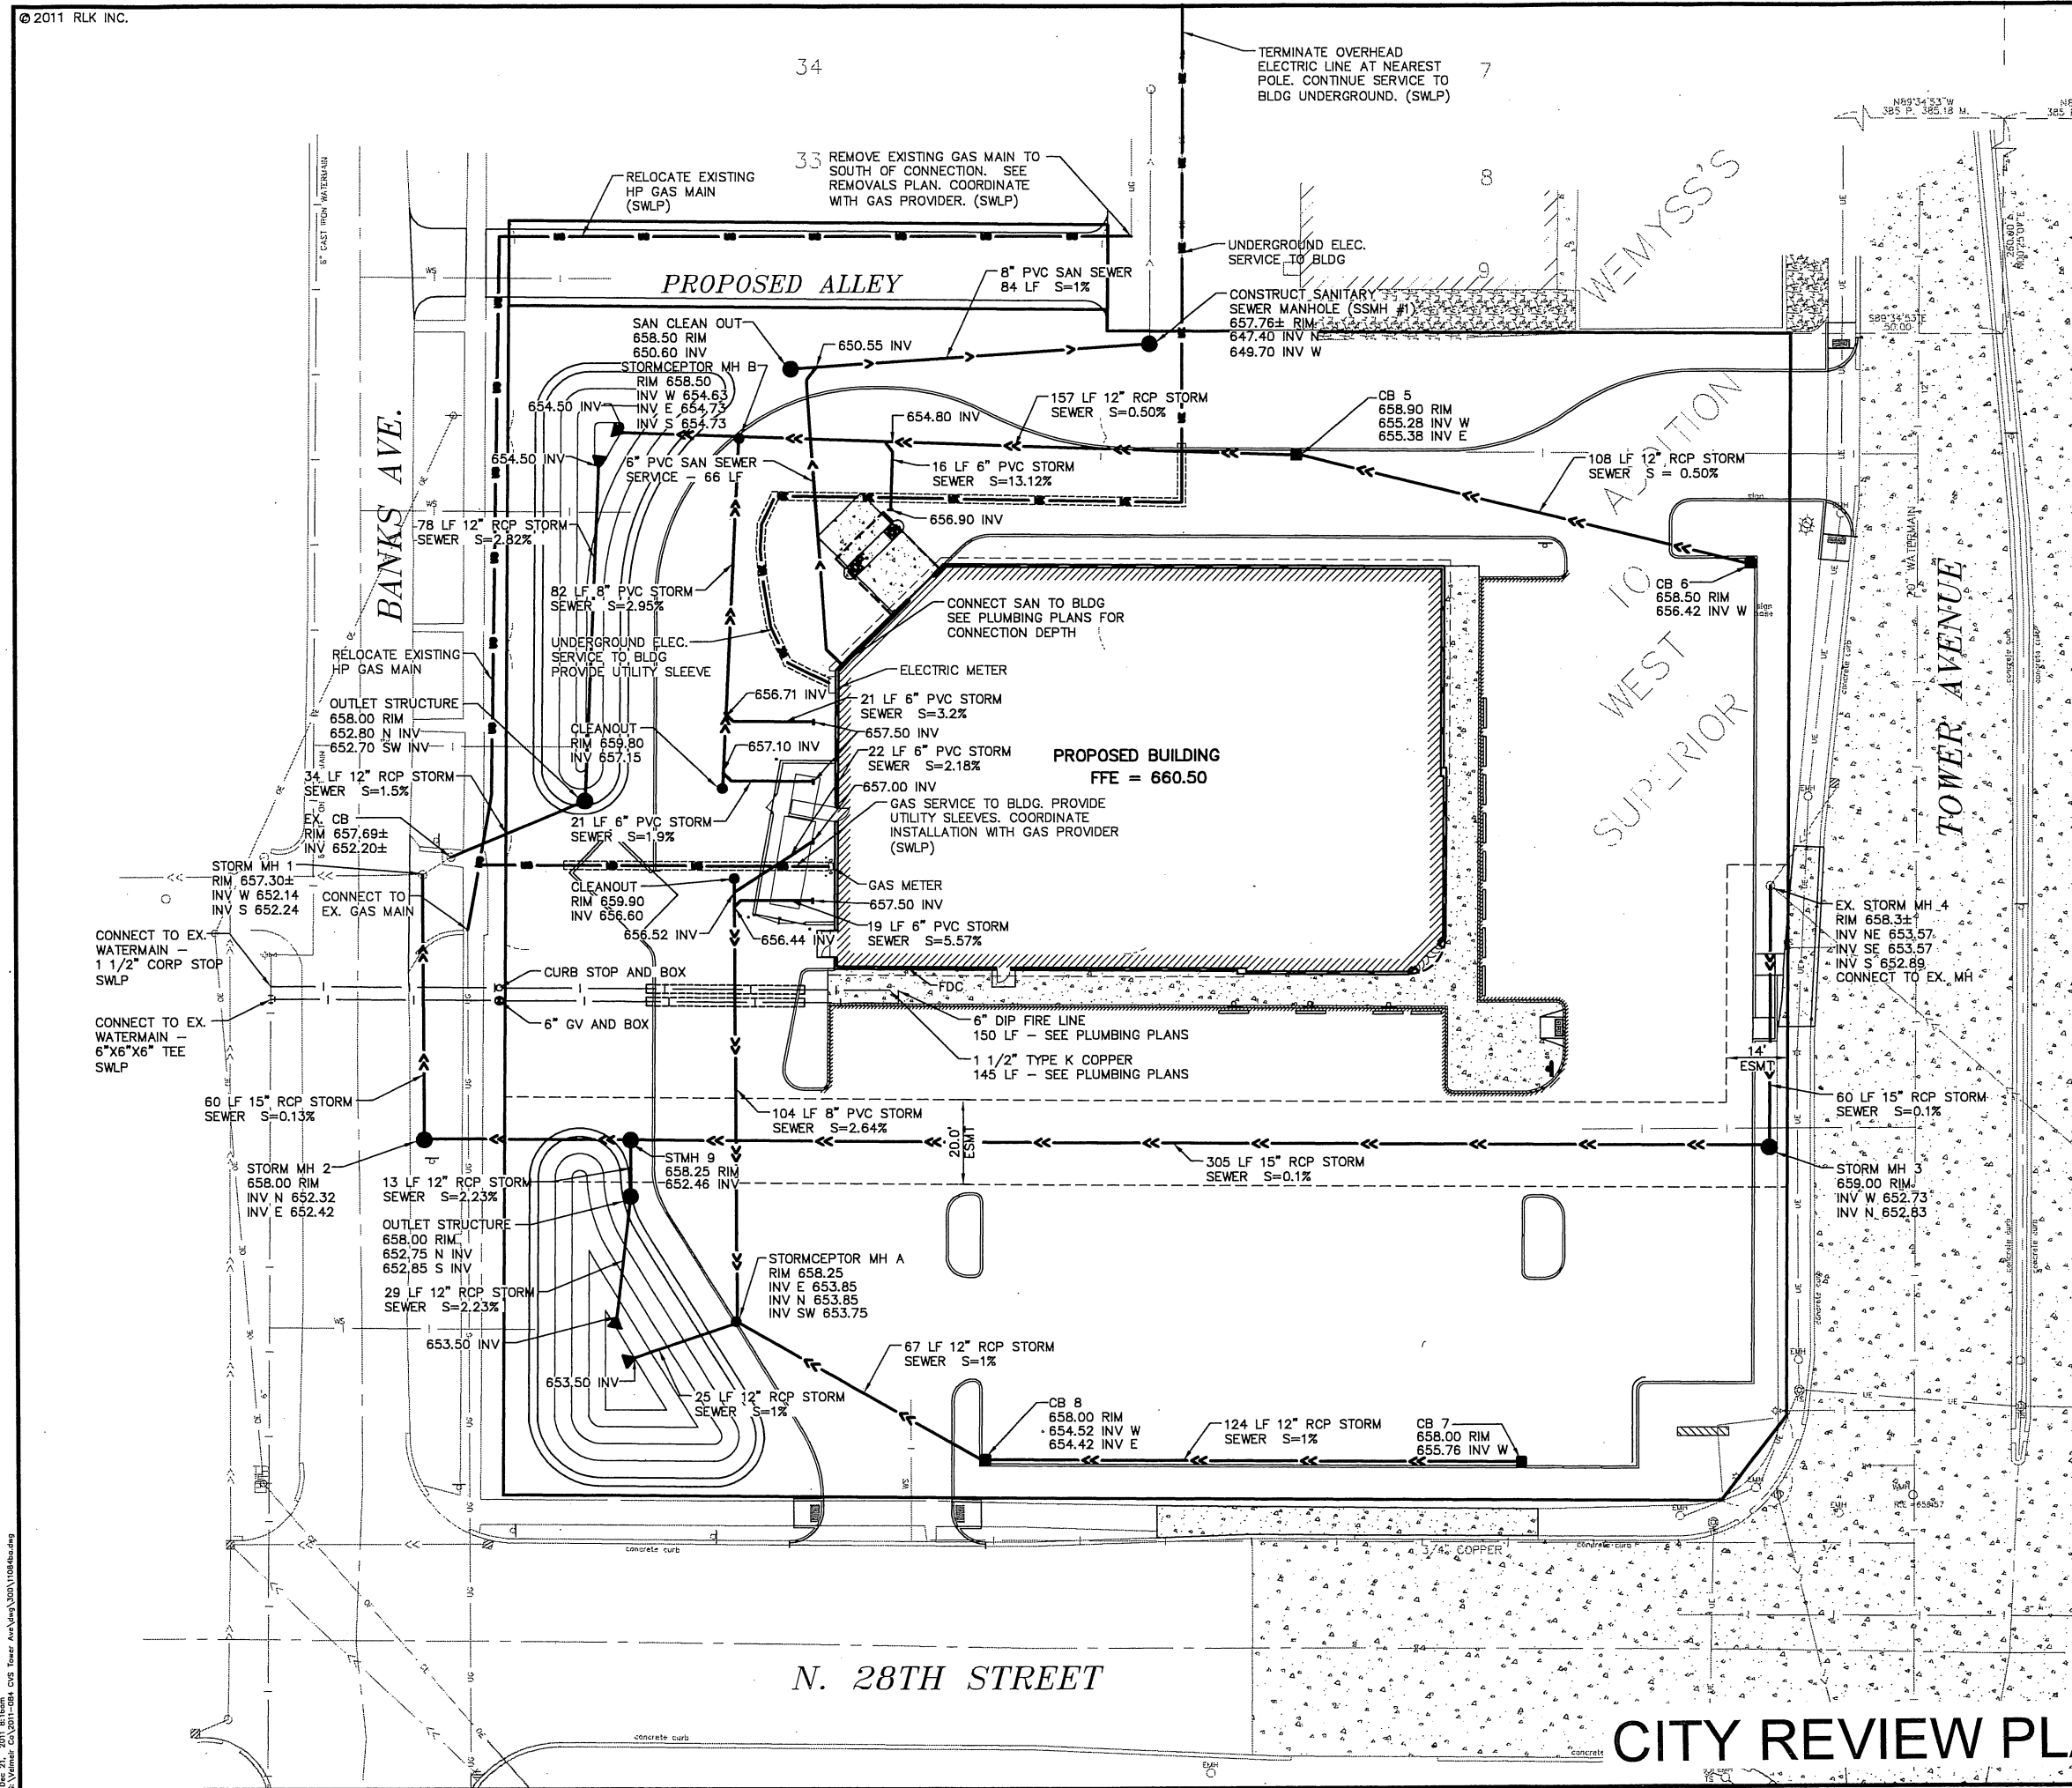 © 2011 RLK INC.
34
TERMINATE OVERHEAD
ELECTRIC LINE AT NEAREST
POLE. CONTINUE SERVICE TO
BLDG UNDERGROUND. (SWLP)
7
N89°34'53"W
385 P. 385.18 M.
6" CAST IRON WATERMAIN
RELOCATE EXISTING
HP GAS MAIN
(SWLP)
33
REMOVE EXISTING GAS MAIN TO
SOUTH OF CONNECTION. SEE
REMOVALS PLAN. COORDINATE
WITH GAS PROVIDER. (SWLP)
8
WEMYSS'S
UNDERGROUND ELEC.
SERVICE TO BLDG
9
PROPOSED ALLEY
8" PVC SAN SEWER
84 LF S=1%
CONSTRUCT SANITARY
SEWER MANHOLE (SSMH #1)
657.76± RIM
647.40 INV N
649.70 INV W
S89°34'53"E
50.00
SAN CLEAN OUT
658.50 RIM
650.60 INV
650.55 INV
STORMCEPTOR MH B
RIM 658.50
INV W 654.63
INV E 654.73
INV S 654.73
654.50 INV
654.80 INV
157 LF 12" RCP STORM
SEWER S=0.50%
CB 5
658.90 RIM
655.28 INV W
655.38 INV E
ADDITION
BANKS AVE.
654.50 INV
6" PVC SAN SEWER
SERVICE – 66 LF
16 LF 6" PVC STORM
SEWER S=13.12%
108 LF 12" RCP STORM
SEWER S = 0.50%
656.90 INV
78 LF 12" RCP STORM
SEWER S=2.82%
20" WATERMAIN
TO
82 LF 8" PVC STORM
SEWER S=2.95%
CONNECT SAN TO BLDG
SEE PLUMBING PLANS FOR
CONNECTION DEPTH
CB 6
658.50 RIM
656.42 INV W
TOWER AVENUE
UNDERGROUND ELEC.
SERVICE TO BLDG
PROVIDE UTILITY SLEEVE
RELOCATE EXISTING
HP GAS MAIN
ELECTRIC METER
WEST
656.71 INV
21 LF 6" PVC STORM
SEWER S=3.2%
OUTLET STRUCTURE
658.00 RIM
652.80 N INV
652.70 SW INV
CLEANOUT
RIM 659.80
INV 657.15
657.50 INV
657.10 INV
22 LF 6" PVC STORM
SEWER S=2.18%
PROPOSED BUILDING
FFE = 660.50
SUPERIOR
34 LF 12" RCP STORM
SEWER S=1.5%
657.00 INV
GAS SERVICE TO BLDG. PROVIDE
UTILITY SLEEVES. COORDINATE
INSTALLATION WITH GAS PROVIDER
(SWLP)
EX. CB
RIM 657.69±
INV 652.20±
21 LF 6" PVC STORM
SEWER S=1.9%
STORM MH 1
RIM 657.30±
INV W 652.14
INV S 652.24
CONNECT TO
EX. GAS MAIN
CLEANOUT
RIM 659.90
INV 656.60
GAS METER
657.50 INV
19 LF 6" PVC STORM
SEWER S=5.57%
656.52 INV
656.44 INV
EX. STORM MH 4
RIM 658.3±
INV NE 653.57
INV SE 653.57
INV S 652.89
CONNECT TO EX. MH
CONNECT TO EX.
WATERMAIN –
1 1/2" CORP STOP
SWLP
CURB STOP AND BOX
FDC
CONNECT TO EX.
WATERMAIN –
6"X6"X6" TEE
SWLP
6" GV AND BOX
6" DIP FIRE LINE
150 LF – SEE PLUMBING PLANS
1 1/2" TYPE K COPPER
145 LF – SEE PLUMBING PLANS
14'
ESMT
60 LF 15" RCP STORM
SEWER S=0.13%
104 LF 8" PVC STORM
SEWER S=2.64%
60 LF 15" RCP STORM
SEWER S=0.1%
20.0'
ESMT
STORM MH 2
658.00 RIM
INV N 652.32
INV E 652.42
STMH 9
658.25 RIM
652.46 INV
305 LF 15" RCP STORM
SEWER S=0.1%
STORM MH 3
659.00 RIM
INV W 652.73
INV N 652.83
13 LF 12" RCP STORM
SEWER S=2.23%
OUTLET STRUCTURE
658.00 RIM
652.75 N INV
652.85 S INV
STORMCEPTOR MH A
RIM 658.25
INV E 653.85
INV N 653.85
INV SW 653.75
29 LF 12" RCP STORM
SEWER S=2.23%
653.50 INV
67 LF 12" RCP STORM
SEWER S=1%
653.50 INV
25 LF 12" RCP STORM
SEWER S=1%
CB 8
658.00 RIM
654.52 INV W
654.42 INV E
124 LF 12" RCP STORM
SEWER S=1%
CB 7
658.00 RIM
655.76 INV W
concrete curb
3/4" COPPER
concrete curb
N. 28TH STREET
concrete curb
concrete
CITY REVIEW PLA
EMH